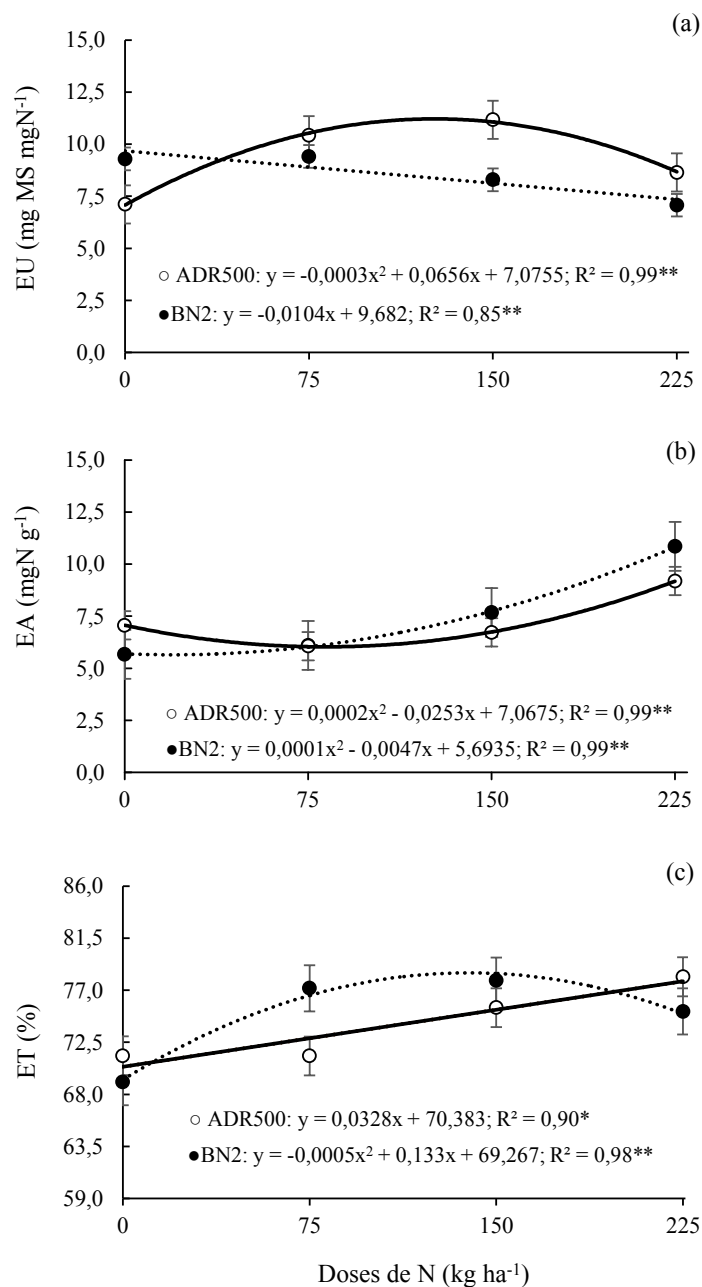 (a)
15,0
12,5
10,0
7,5
5,0
2,5
0,0
EU (mg MS mgN⁻¹)
ADR500: y = -0,0003x² + 0,0656x + 7,0755; R² = 0,99**
BN2: y = -0,0104x + 9,682; R² = 0,85**
0 75 150 225
(b)
15,0
12,5
10,0
7,5
5,0
2,5
0,0
EA (mgN g⁻¹)
ADR500: y = 0,0002x² - 0,0253x + 7,0675; R² = 0,99**
BN2: y = 0,0001x² - 0,0047x + 5,6935; R² = 0,99**
0 75 150 225
(c)
86,0
81,5
77,0
72,5
68,0
63,5
59,0
ET (%)
ADR500: y = 0,0328x + 70,383; R² = 0,90*
BN2: y = -0,0005x² + 0,133x + 69,267; R² = 0,98**
0 75 150 225
Doses de N (kg ha⁻¹)